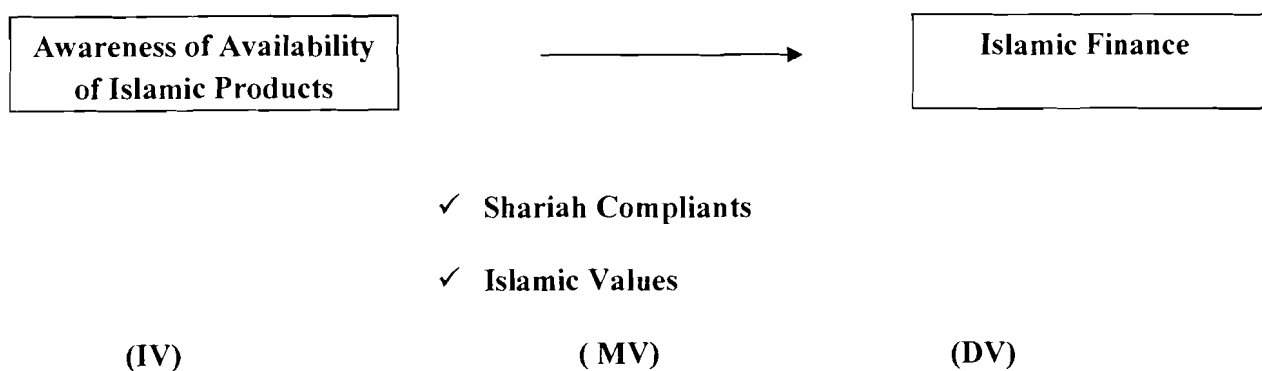 Awareness of Availability
of Islamic Products
Islamic Finance
✓ Shariah Compliants
✓ Islamic Values
(IV) ( MV) (DV)